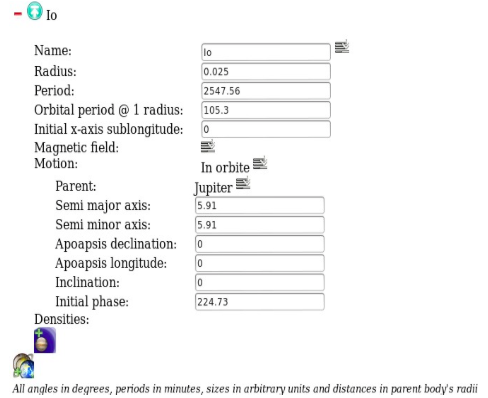 Io
Name: Io
Radius: 0.025
Period: 2547.56
Orbital period @ 1 radius: 105.3
Initial x-axis sublongitude: 0
Magnetic field:
Motion: In orbite
Parent: Jupiter
Semi major axis: 5.91
Semi minor axis: 5.91
Apoapsis declination: 0
Apoapsis longitude: 0
Inclination: 0
Initial phase: 224.73
Densities:
All angles in degrees, periods in minutes, sizes in arbitrary units and distances in parent body's radii